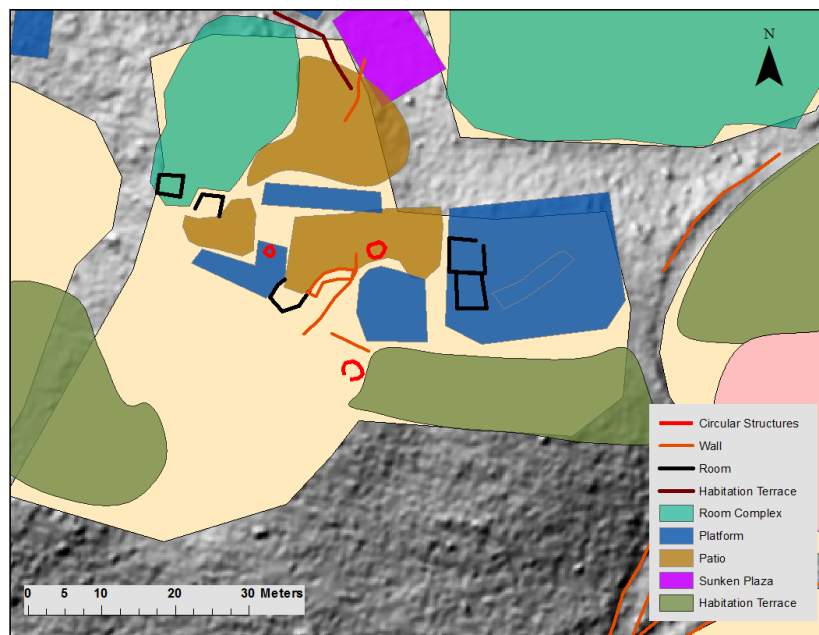 N
Circular Structures
Wall
Room
Habitation Terrace
Room Complex
Platform
Patio
Sunken Plaza
Habitation Terrace
0 5 10 20 30 Meters